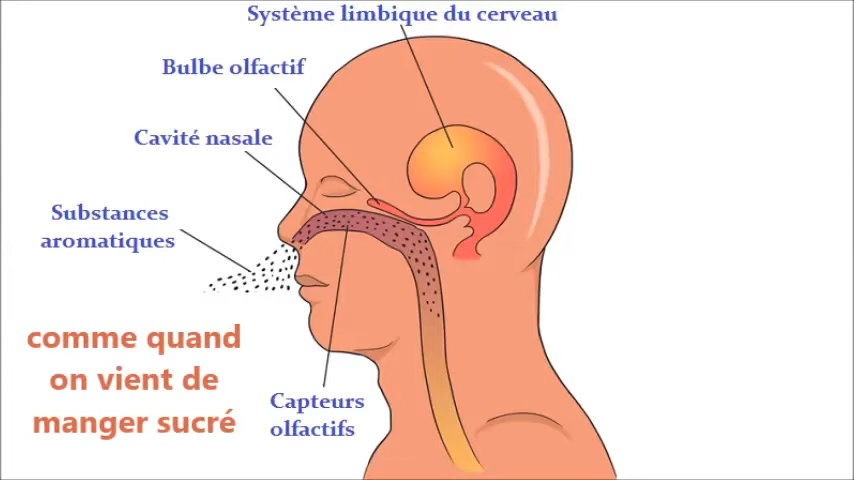 Système limbique du cerveau
Bulbe olfactif
Cavité nasale
Substances
aromatiques
comme quand
on vient de
manger sucré
Capteurs
olfactifs